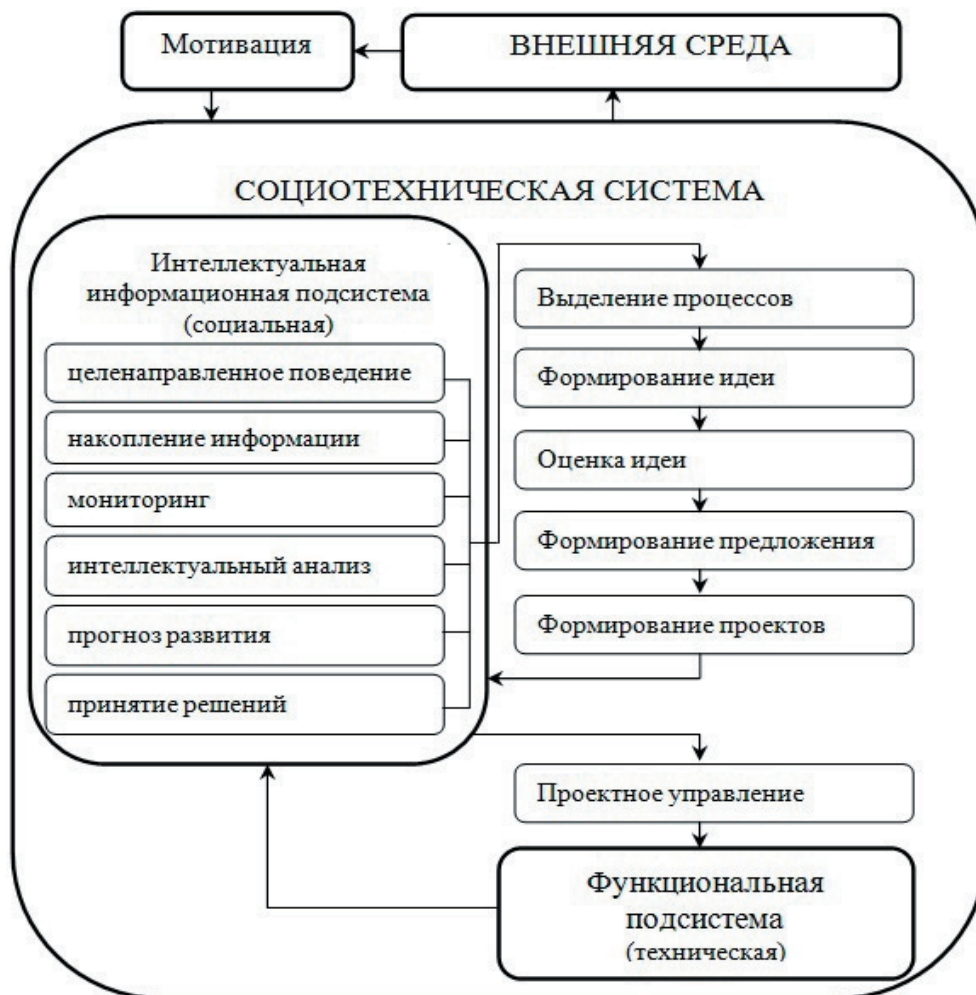 Мотивация
ВНЕШНЯЯ СРЕДА
СОЦИОТЕХНИЧЕСКАЯ СИСТЕМА
Интеллектуальная
информационная подсистема
(социальная)
целенаправленное поведение
накопление информации
мониторинг
интеллектуальный анализ
прогноз развития
принятие решений
Выделение процессов
Формирование идеи
Оценка идеи
Формирование предложения
Формирование проектов
Проектное управление
Функциональная
подсистема
(техническая)